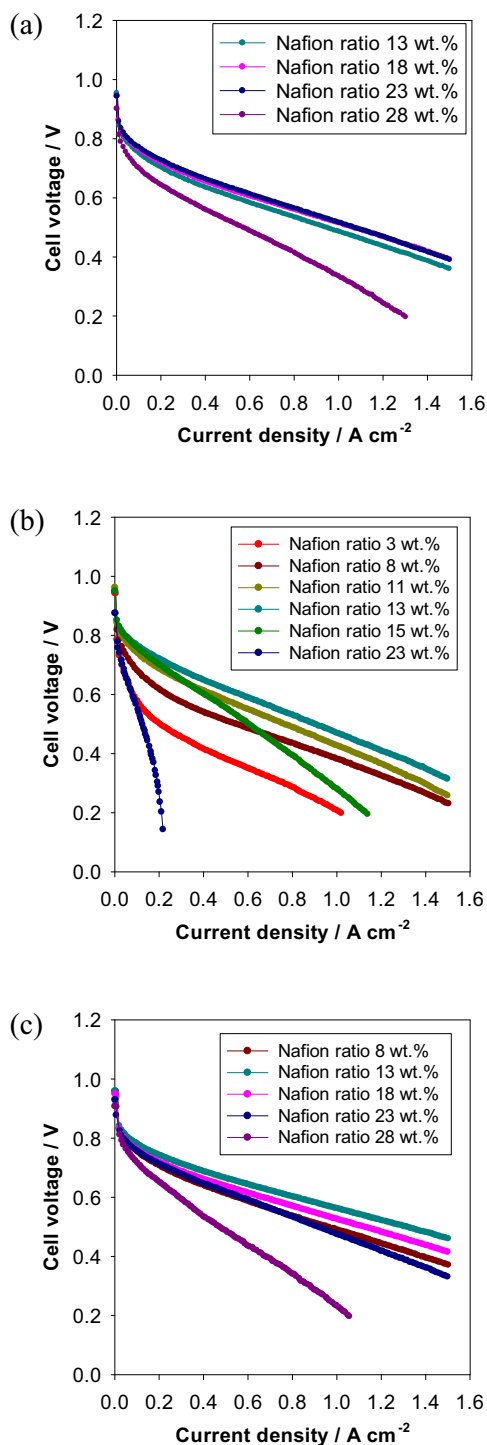 (a)
Nafion ratio 13 wt.%
Nafion ratio 18 wt.%
Nafion ratio 23 wt.%
Nafion ratio 28 wt.%
Cell voltage / V
1.2
1.0
0.8
0.6
0.4
0.2
0.0
0.0 0.2 0.4 0.6 0.8 1.0 1.2 1.4 1.6
Current density / A cm-2
(b)
Nafion ratio 3 wt.%
Nafion ratio 8 wt.%
Nafion ratio 11 wt.%
Nafion ratio 13 wt.%
Nafion ratio 15 wt.%
Nafion ratio 23 wt.%
Cell voltage / V
1.2
1.0
0.8
0.6
0.4
0.2
0.0
0.0 0.2 0.4 0.6 0.8 1.0 1.2 1.4 1.6
Current density / A cm-2
(c)
Nafion ratio 8 wt.%
Nafion ratio 13 wt.%
Nafion ratio 18 wt.%
Nafion ratio 23 wt.%
Nafion ratio 28 wt.%
Cell voltage / V
1.2
1.0
0.8
0.6
0.4
0.2
0.0
0.0 0.2 0.4 0.6 0.8 1.0 1.2 1.4 1.6
Current density / A cm-2